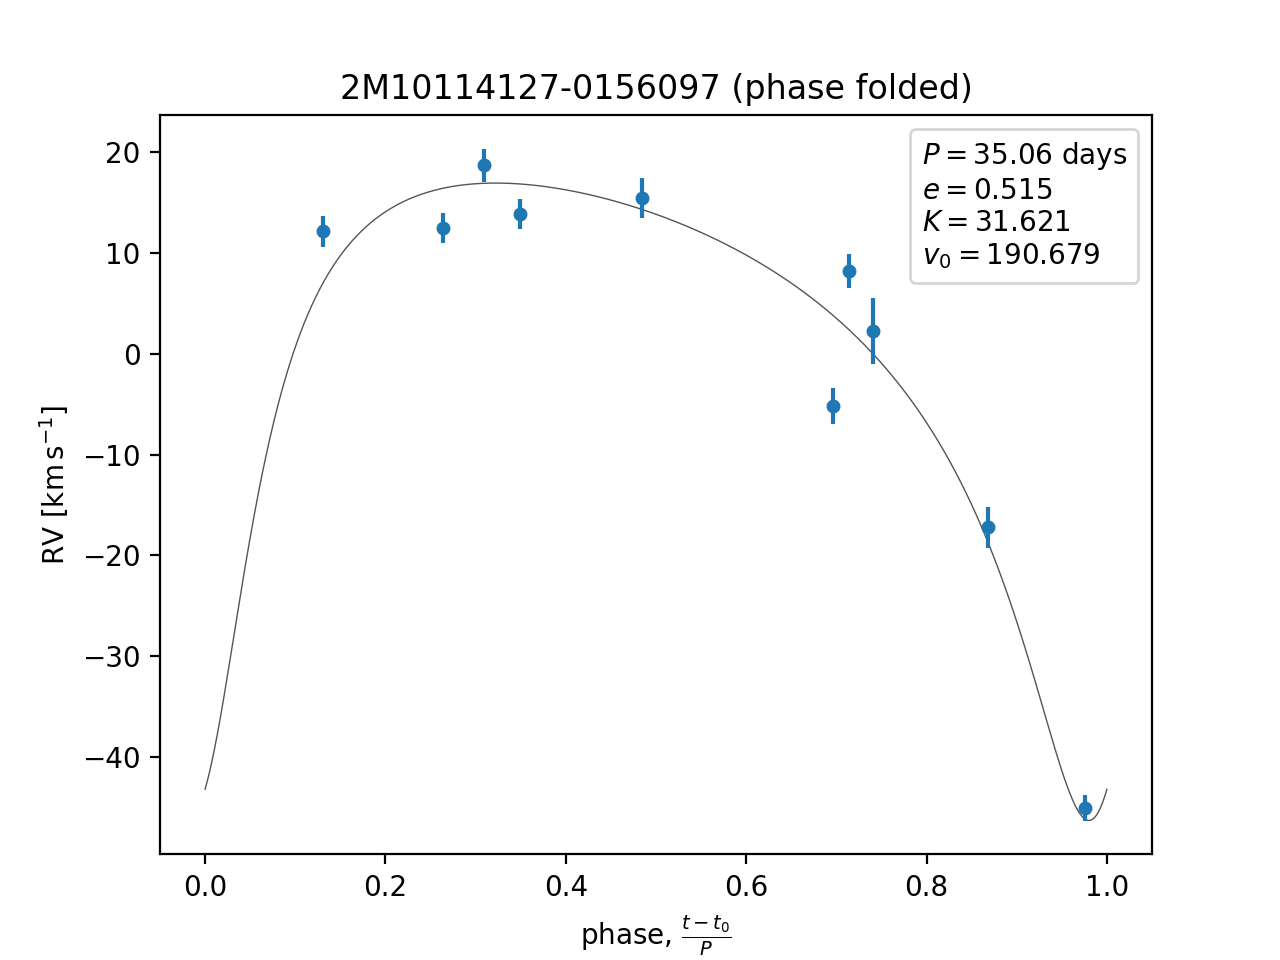 2M10114127-0156097 (phase folded)
P = 35.06 days
e = 0.515
K = 31.621
v₀ = 190.679
RV [km s⁻¹]
20
10
0
−10
−20
−30
−40
0.0 0.2 0.4 0.6 0.8 1.0
phase, (t − t₀)/P